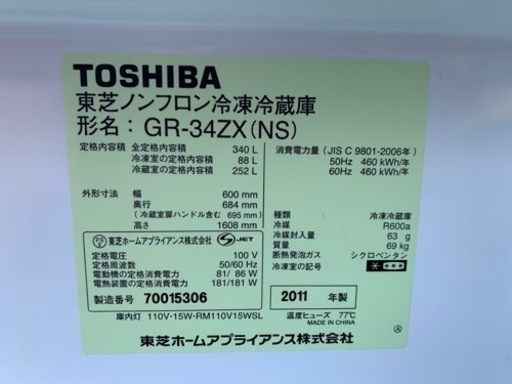 TOSHIBA
東芝ノンフロン冷凍冷蔵庫
形名：GR-34ZX(NS)
定格内容積 全定格内容積 340 L
冷凍室の定格内容積 88 L
冷蔵室の定格内容積 252 L
消費電力量 (JIS C 9801-2006年)
50Hz 460 kWh/年
60Hz 460 kWh/年
外形寸法 幅 600 mm
奥行 684 mm
(冷蔵室扉ハンドル含む 695 mm)
高さ 1608 mm
種類 冷凍冷蔵庫
冷媒 R600a
冷媒封入量 63 g
質量 69 kg
断熱発泡ガス シクロペンタン
冷凍室の記号
PSE 東芝ホームアプライアンス株式会社 S-JET
定格電圧 100 V
定格周波数 50/60 Hz
電動機の定格消費電力 81/ 86 W
電熱装置の定格消費電力 181/181 W
製造番号 70015306
2011 年製
庫内灯 110V-15W-RM110V15WSL
温度ヒューズ 77℃
MADE IN CHINA
東芝ホームアプライアンス株式会社
Ⓐ